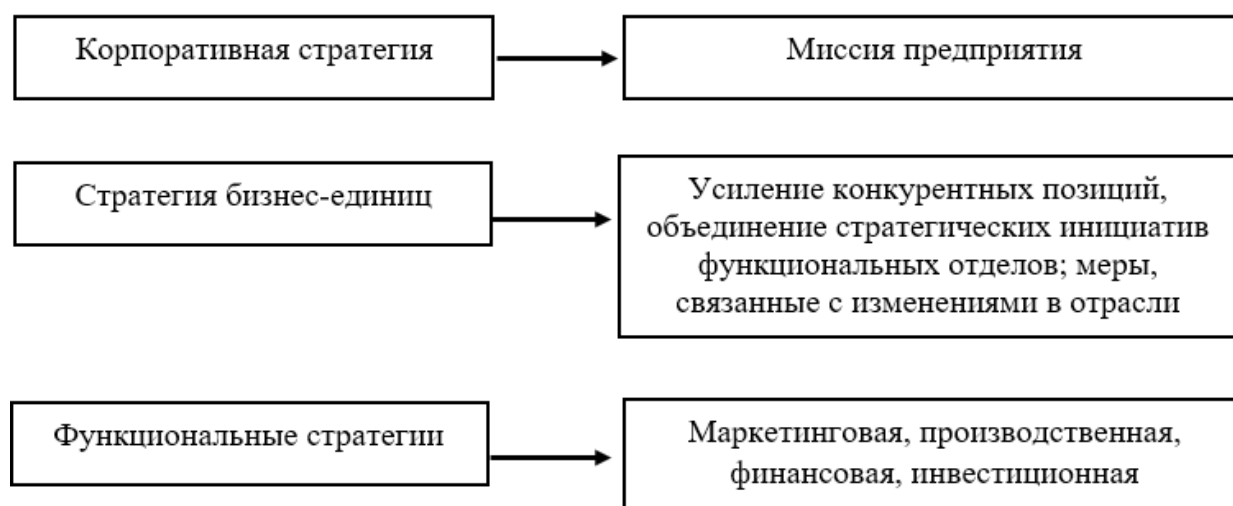 Корпоративная стратегия
Миссия предприятия
Стратегия бизнес-единиц
Усиление конкурентных позиций,
объединение стратегических инициатив
функциональных отделов; меры,
связанные с изменениями в отрасли
Функциональные стратегии
Маркетинговая, производственная,
финансовая, инвестиционная